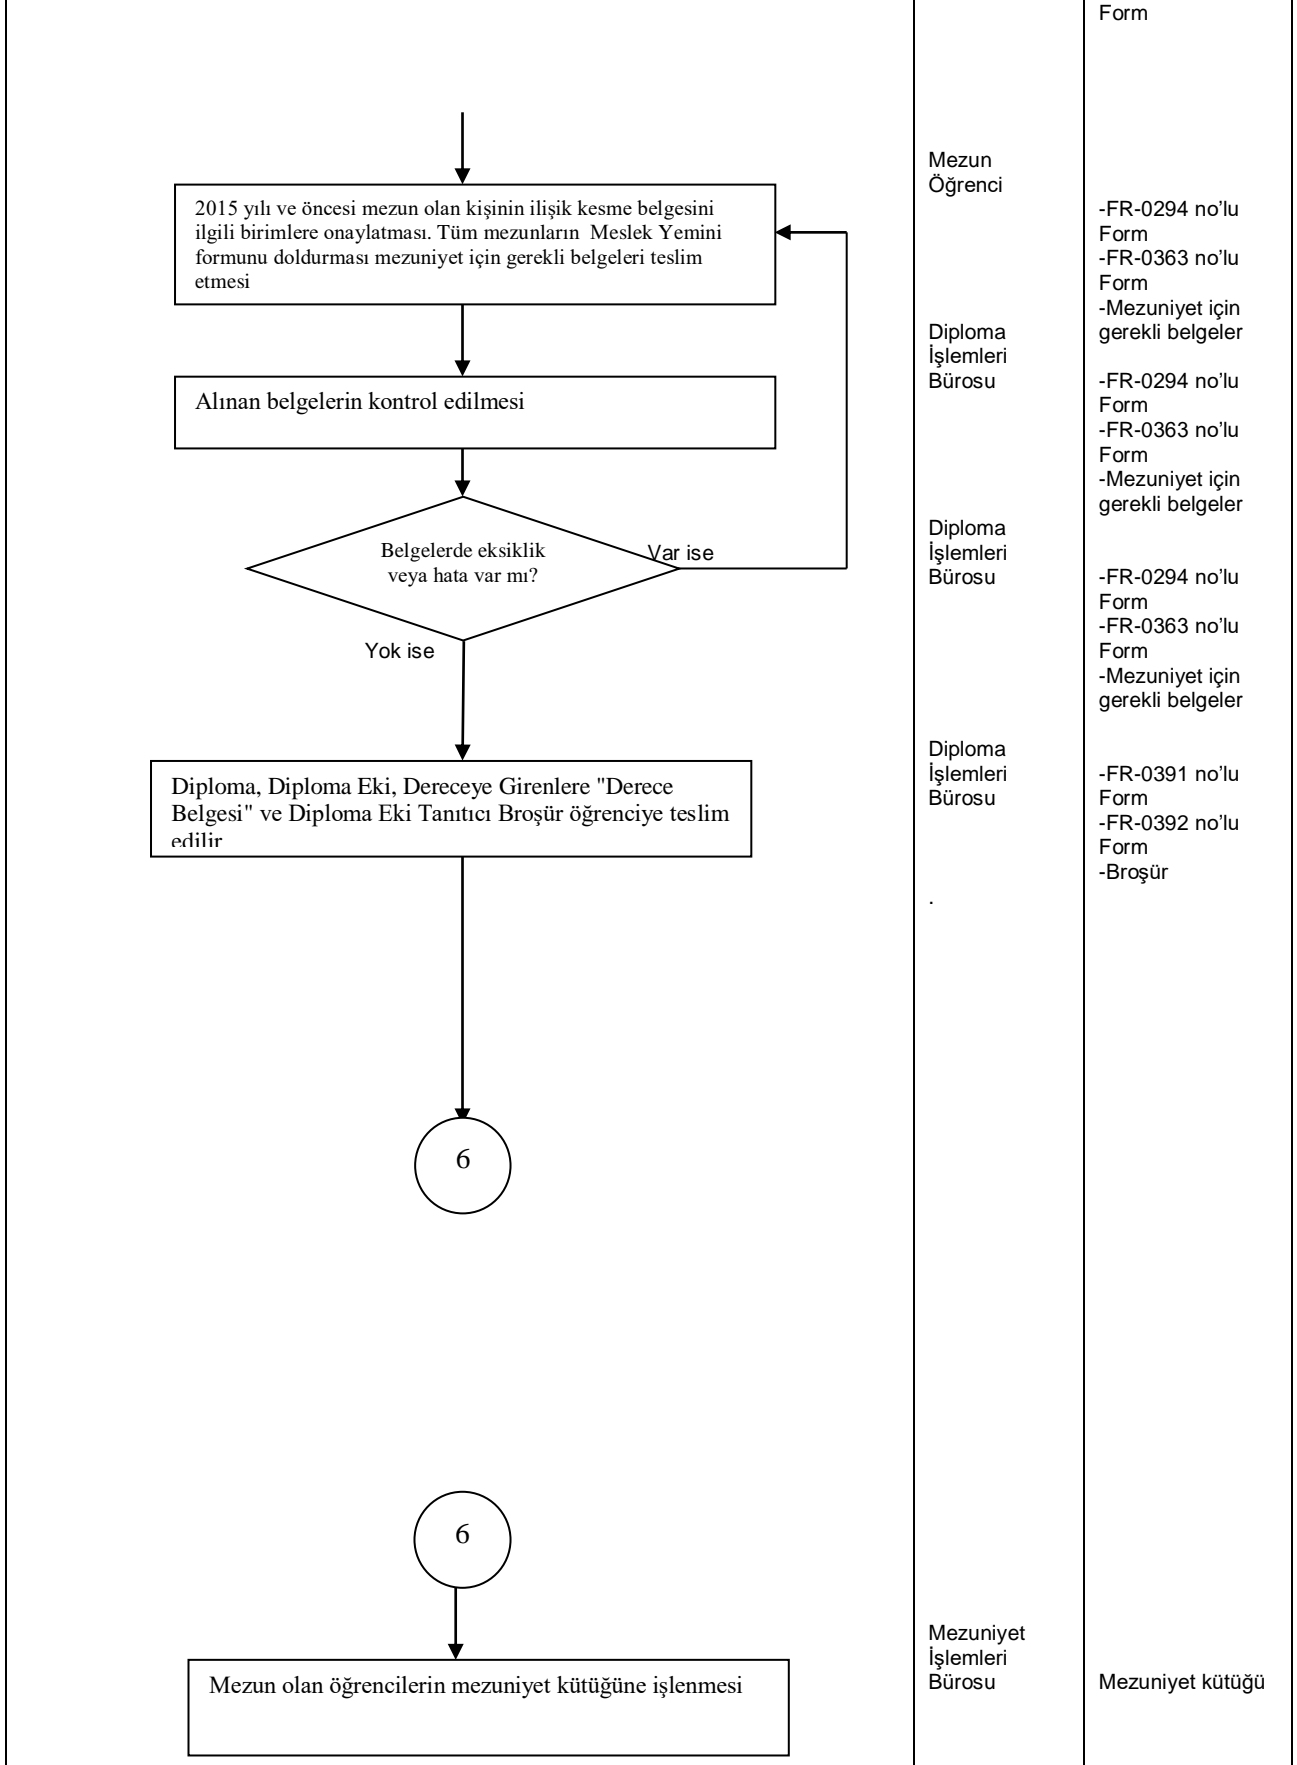 Form
Mezun
Öğrenci
2015 yılı ve öncesi mezun olan kişinin ilişik kesme belgesini
ilgili birimlere onaylatması. Tüm mezunların  Meslek Yemini
formunu doldurması mezuniyet için gerekli belgeleri teslim
etmesi
-FR-0294 no’lu
Form
-FR-0363 no’lu
Form
-Mezuniyet için
gerekli belgeler
Diploma
İşlemleri
Bürosu
Alınan belgelerin kontrol edilmesi
-FR-0294 no’lu
Form
-FR-0363 no’lu
Form
-Mezuniyet için
gerekli belgeler
Diploma
İşlemleri
Bürosu
Belgelerde eksiklik
veya hata var mı?
Var ise
Yok ise
-FR-0294 no’lu
Form
-FR-0363 no’lu
Form
-Mezuniyet için
gerekli belgeler
Diploma
İşlemleri
Bürosu
Diploma, Diploma Eki, Dereceye Girenlere "Derece
Belgesi" ve Diploma Eki Tanıtıcı Broşür öğrenciye teslim
edilir
-FR-0391 no’lu
Form
-FR-0392 no’lu
Form
-Broşür
.
6
6
Mezuniyet
İşlemleri
Bürosu
Mezun olan öğrencilerin mezuniyet kütüğüne işlenmesi
Mezuniyet kütüğü